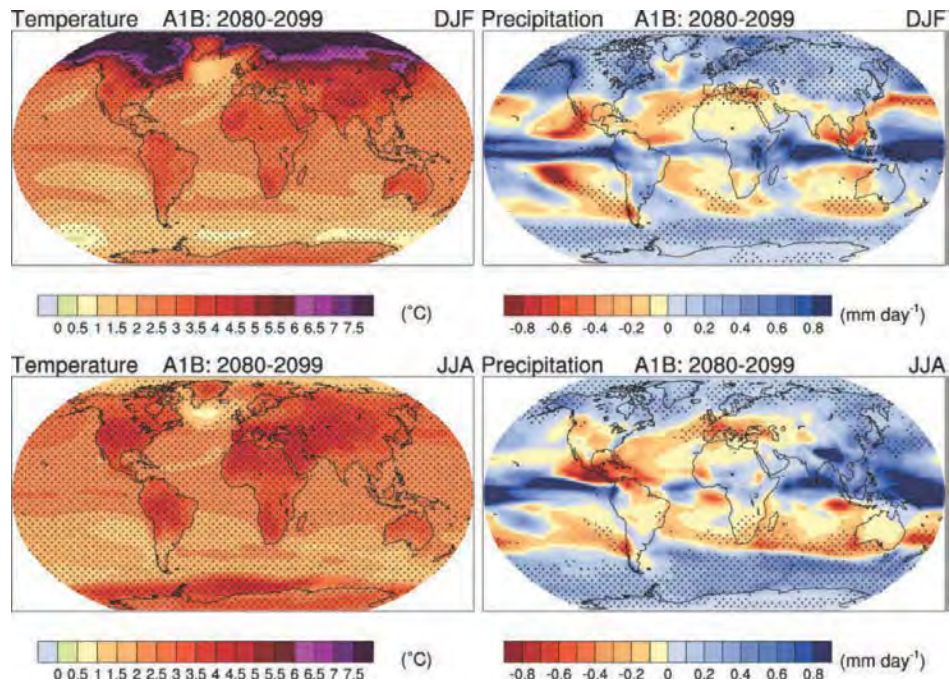 Temperature A1B: 2080-2099 DJF
Precipitation A1B: 2080-2099 DJF
0 0.5 1 1.5 2 2.5 3 3.5 4 4.5 5 5.5 6 6.5 7 7.5 (°C)
-0.8 -0.6 -0.4 -0.2 0 0.2 0.4 0.6 0.8 (mm day⁻¹)
Temperature A1B: 2080-2099 JJA
Precipitation A1B: 2080-2099 JJA
0 0.5 1 1.5 2 2.5 3 3.5 4 4.5 5 5.5 6 6.5 7 7.5 (°C)
-0.8 -0.6 -0.4 -0.2 0 0.2 0.4 0.6 0.8 (mm day⁻¹)